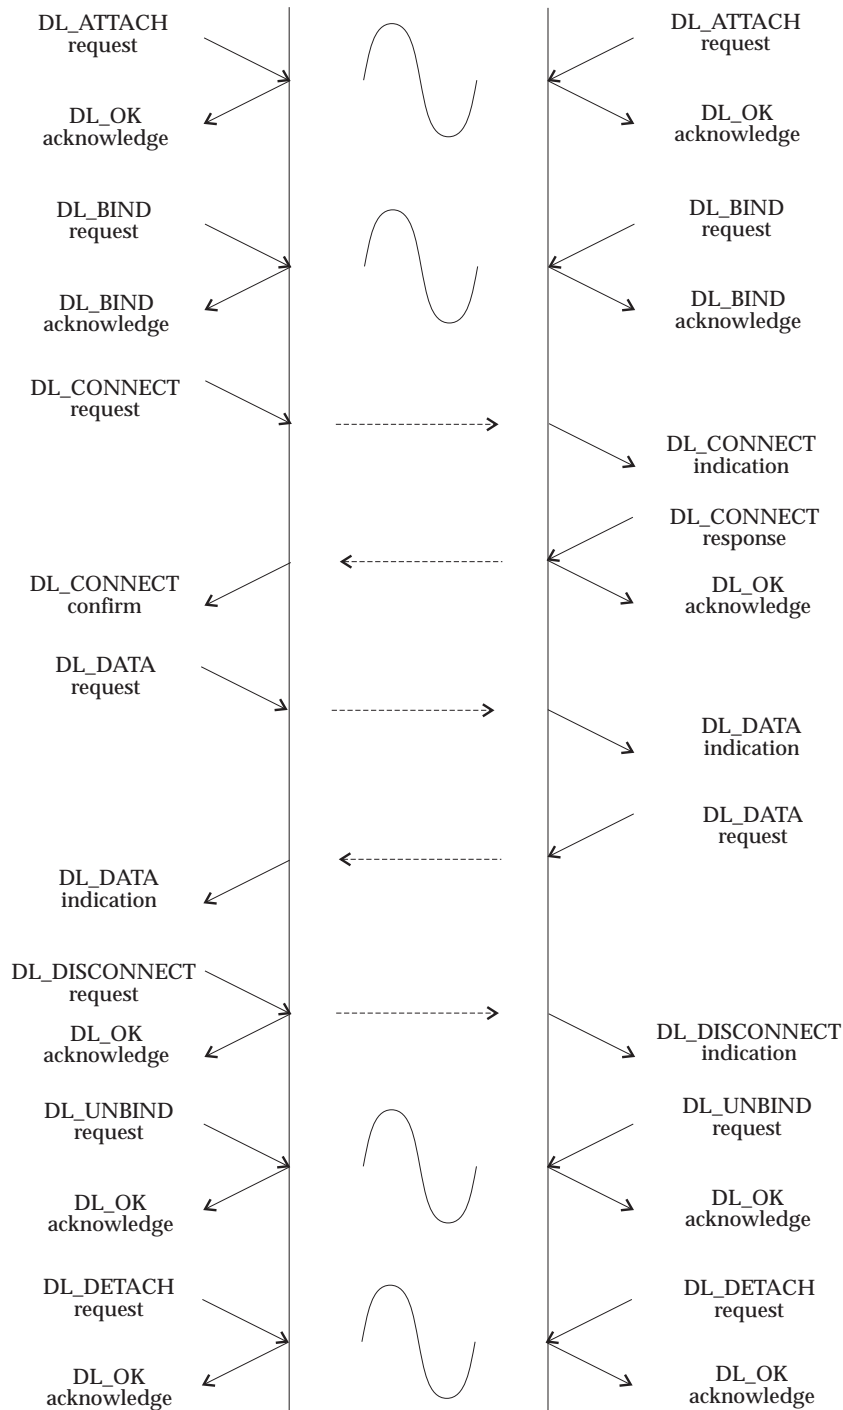 DL_ATTACH
request
DL_ATTACH
request
DL_OK
acknowledge
DL_OK
acknowledge
DL_BIND
request
DL_BIND
request
DL_BIND
acknowledge
DL_BIND
acknowledge
DL_CONNECT
request
DL_CONNECT
indication
DL_CONNECT
response
DL_CONNECT
confirm
DL_OK
acknowledge
DL_DATA
request
DL_DATA
indication
DL_DATA
request
DL_DATA
indication
DL_DISCONNECT
request
DL_OK
acknowledge
DL_DISCONNECT
indication
DL_UNBIND
request
DL_UNBIND
request
DL_OK
acknowledge
DL_OK
acknowledge
DL_DETACH
request
DL_DETACH
request
DL_OK
acknowledge
DL_OK
acknowledge